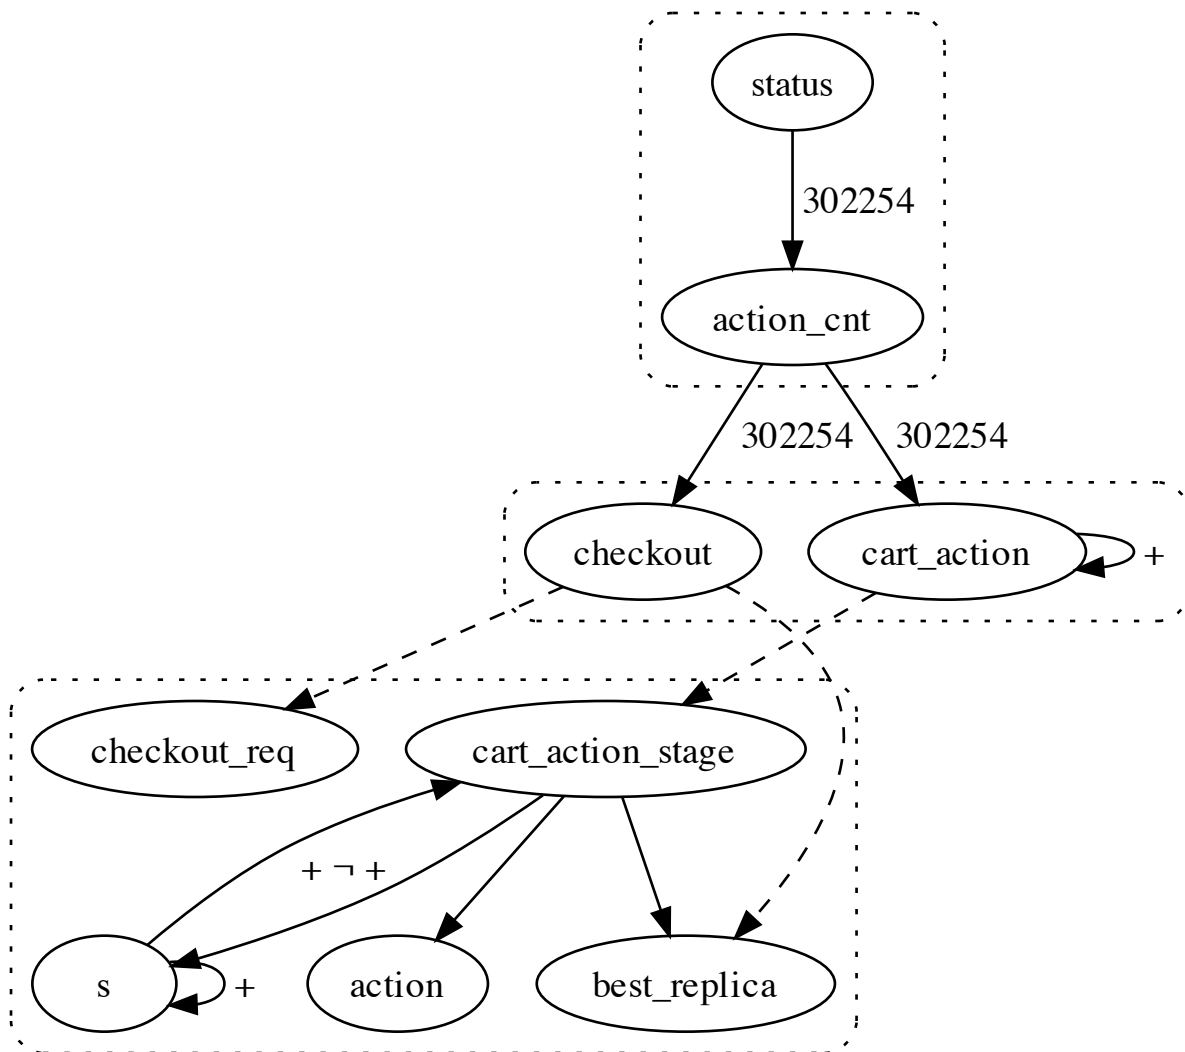 status
302254
action_cnt
302254 302254
checkout cart_action +
checkout_req cart_action_stage
+ ¬ +
s + action best_replica